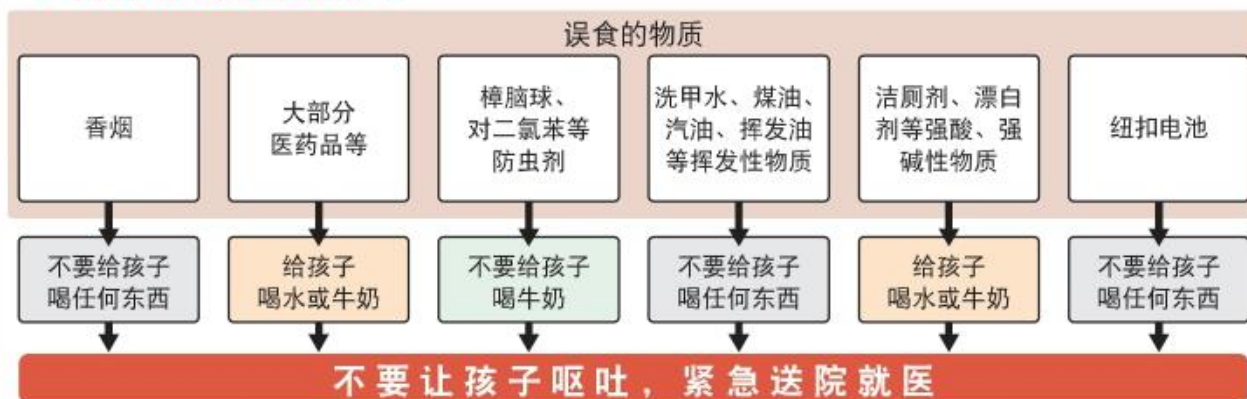 误食的物质
香烟
大部分
医药品等
樟脑球、
对二氯苯等
防虫剂
洗甲水、煤油、
汽油、挥发油
等挥发性物质
洁厕剂、漂白
剂等强酸、强
碱性物质
纽扣电池
不要给孩子
喝任何东西
给孩子
喝水或牛奶
不要给孩子
喝牛奶
不要给孩子
喝任何东西
给孩子
喝水或牛奶
不要给孩子
喝任何东西
不要让孩子呕吐，紧急送院就医